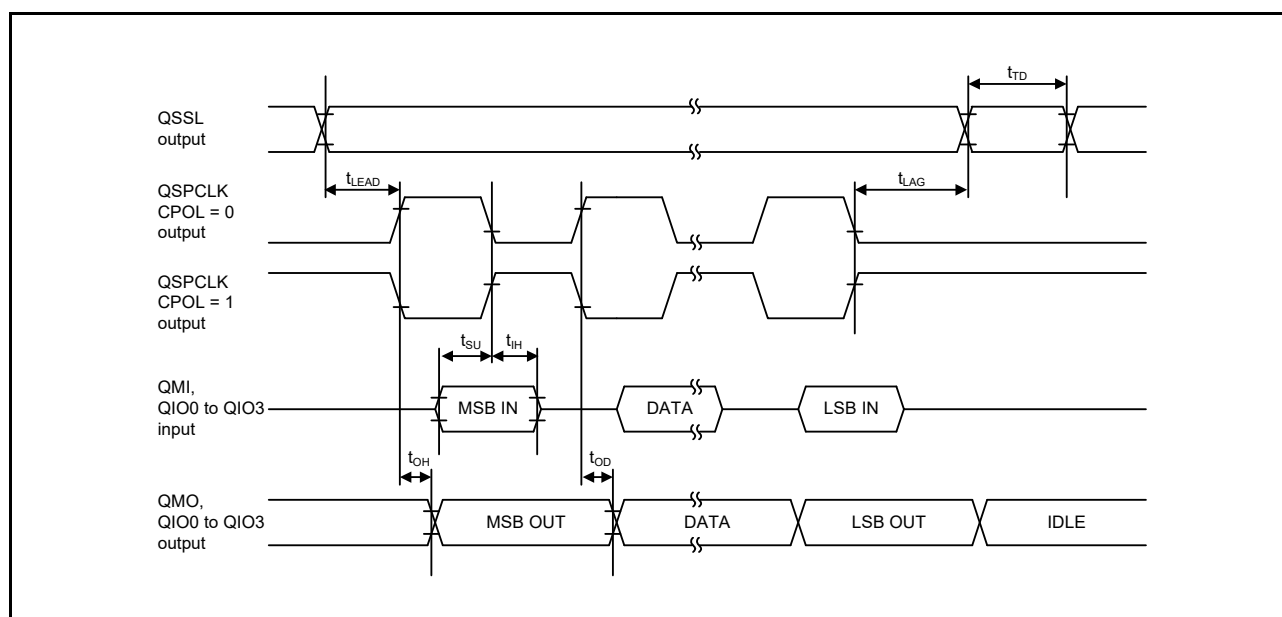 tTD
QSSL
output
tLEAD
tLAG
QSPCLK
CPOL = 0
output
QSPCLK
CPOL = 1
output
tSU
tIH
QMI,
QIO0 to QIO3
input
MSB IN
DATA
LSB IN
tOH
tOD
QMO,
QIO0 to QIO3
output
MSB OUT
DATA
LSB OUT
IDLE